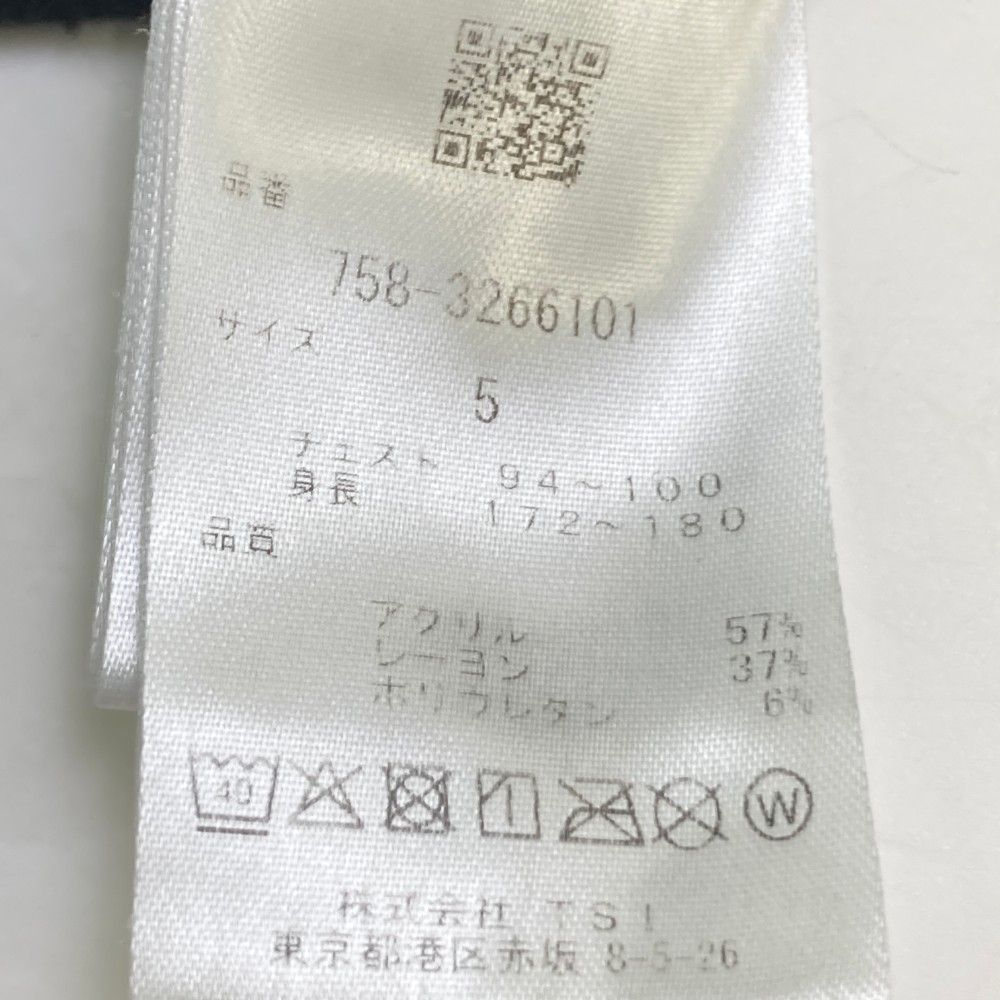 品番
758-3266101
サイズ
5
チェスト 94~100
身長 172~180
品質
アクリル 57%
レーヨン 37%
ポリウレタン 6%
40
W
株式会社 TSI
東京都港区赤坂 8-5-26